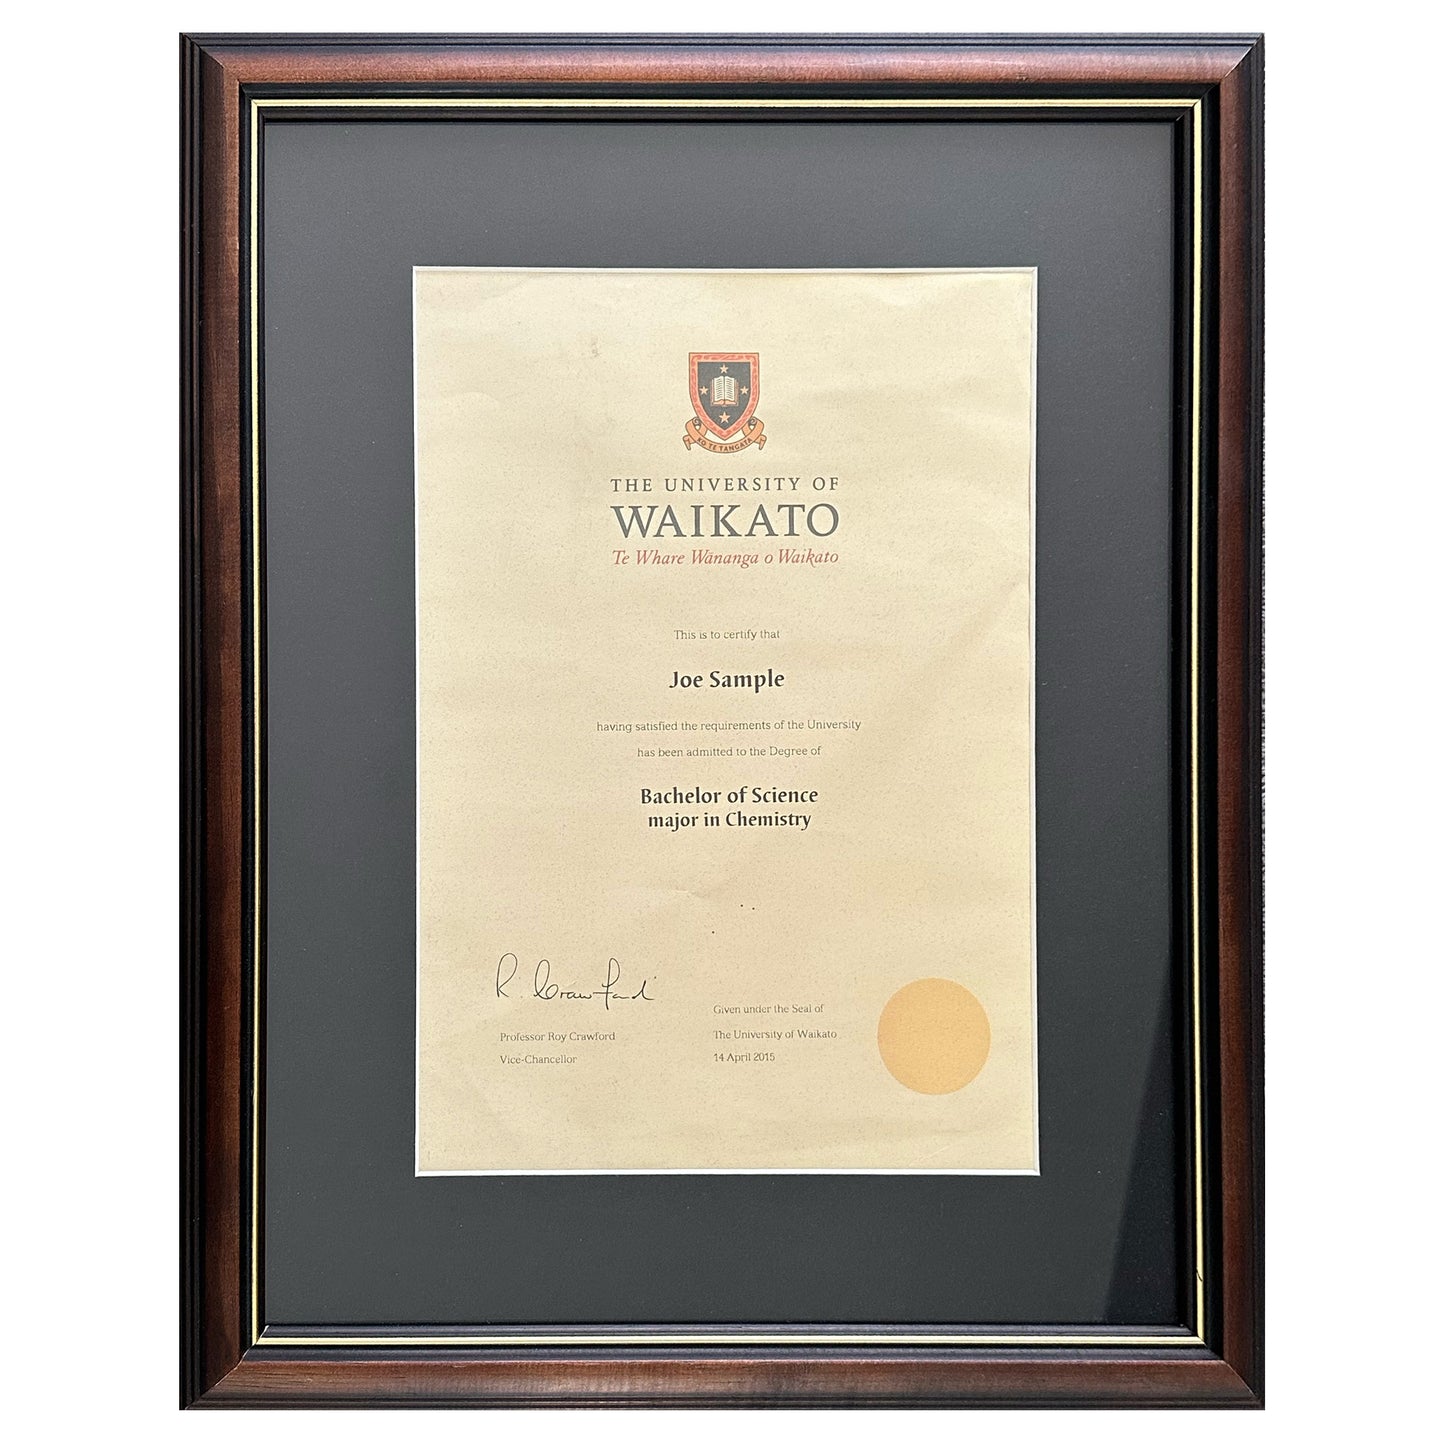 KO TE TANGATA
THE UNIVERSITY OF
WAIKATO
Te Whare Wānanga o Waikato
This is to certify that
Joe Sample
having satisfied the requirements of the University
has been admitted to the Degree of
Bachelor of Science
major in Chemistry
R. Crawford
Professor Roy Crawford
Vice-Chancellor
Given under the Seal of
The University of Waikato
14 April 2015